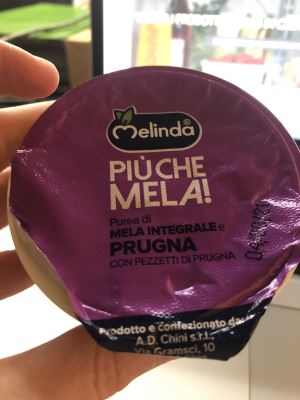 Melinda®
PIÙ CHE
MELA!
Purea di
MELA INTEGRALE e
PRUGNA
CON PEZZETTI DI PRUGNA
Prodotto e confezionato da:
A.D. Chini s.r.l.,
Via Gramsci, 10